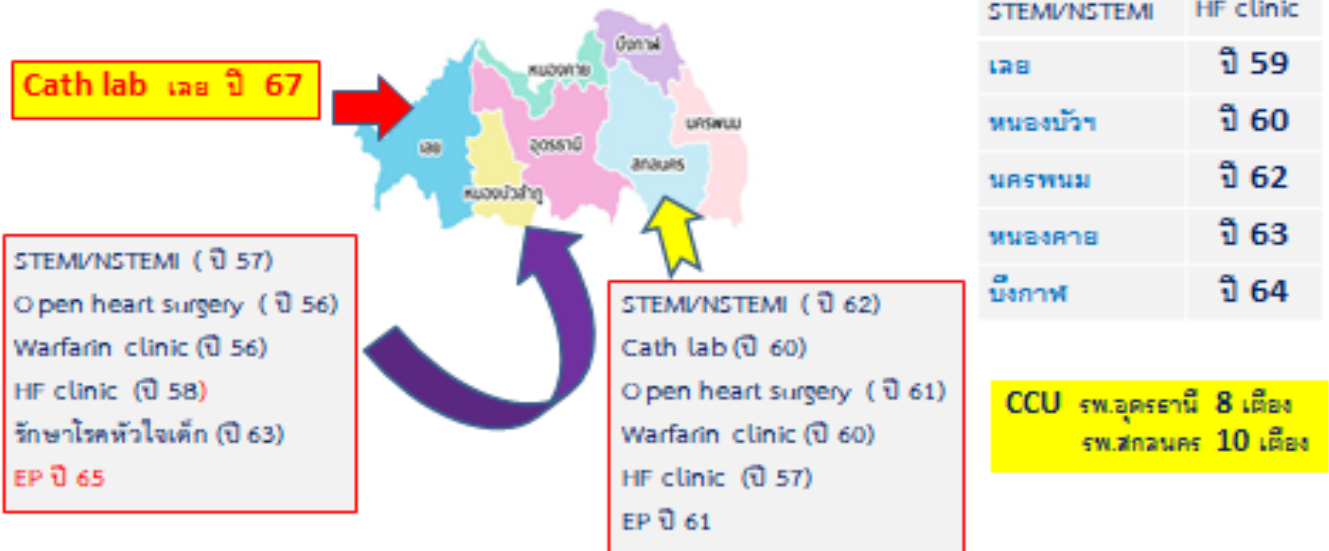 Cath lab เลย ปี 67
บึงกาฬ
หนองคาย
นครพนม
เลย
อุดรธานี
สกลนคร
หนองบัวลำภู
STEMI/NSTEMI ( ปี 57)
Open heart surgery ( ปี 56)
Warfarin clinic (ปี 56)
HF clinic (ปี 58)
รักษาโรคหัวใจเด็ก (ปี 63)
EP ปี 65
STEMI/NSTEMI ( ปี 62)
Cath lab (ปี 60)
Open heart surgery ( ปี 61)
Warfarin clinic (ปี 60)
HF clinic (ปี 57)
EP ปี 61
STEMI/NSTEMI HF clinic
เลย ปี 59
หนองบัวฯ ปี 60
นครพนม ปี 62
หนองคาย ปี 63
บึงกาฬ ปี 64
CCU รพ.อุดรธานี 8 เตียง
รพ.สกลนคร 10 เตียง